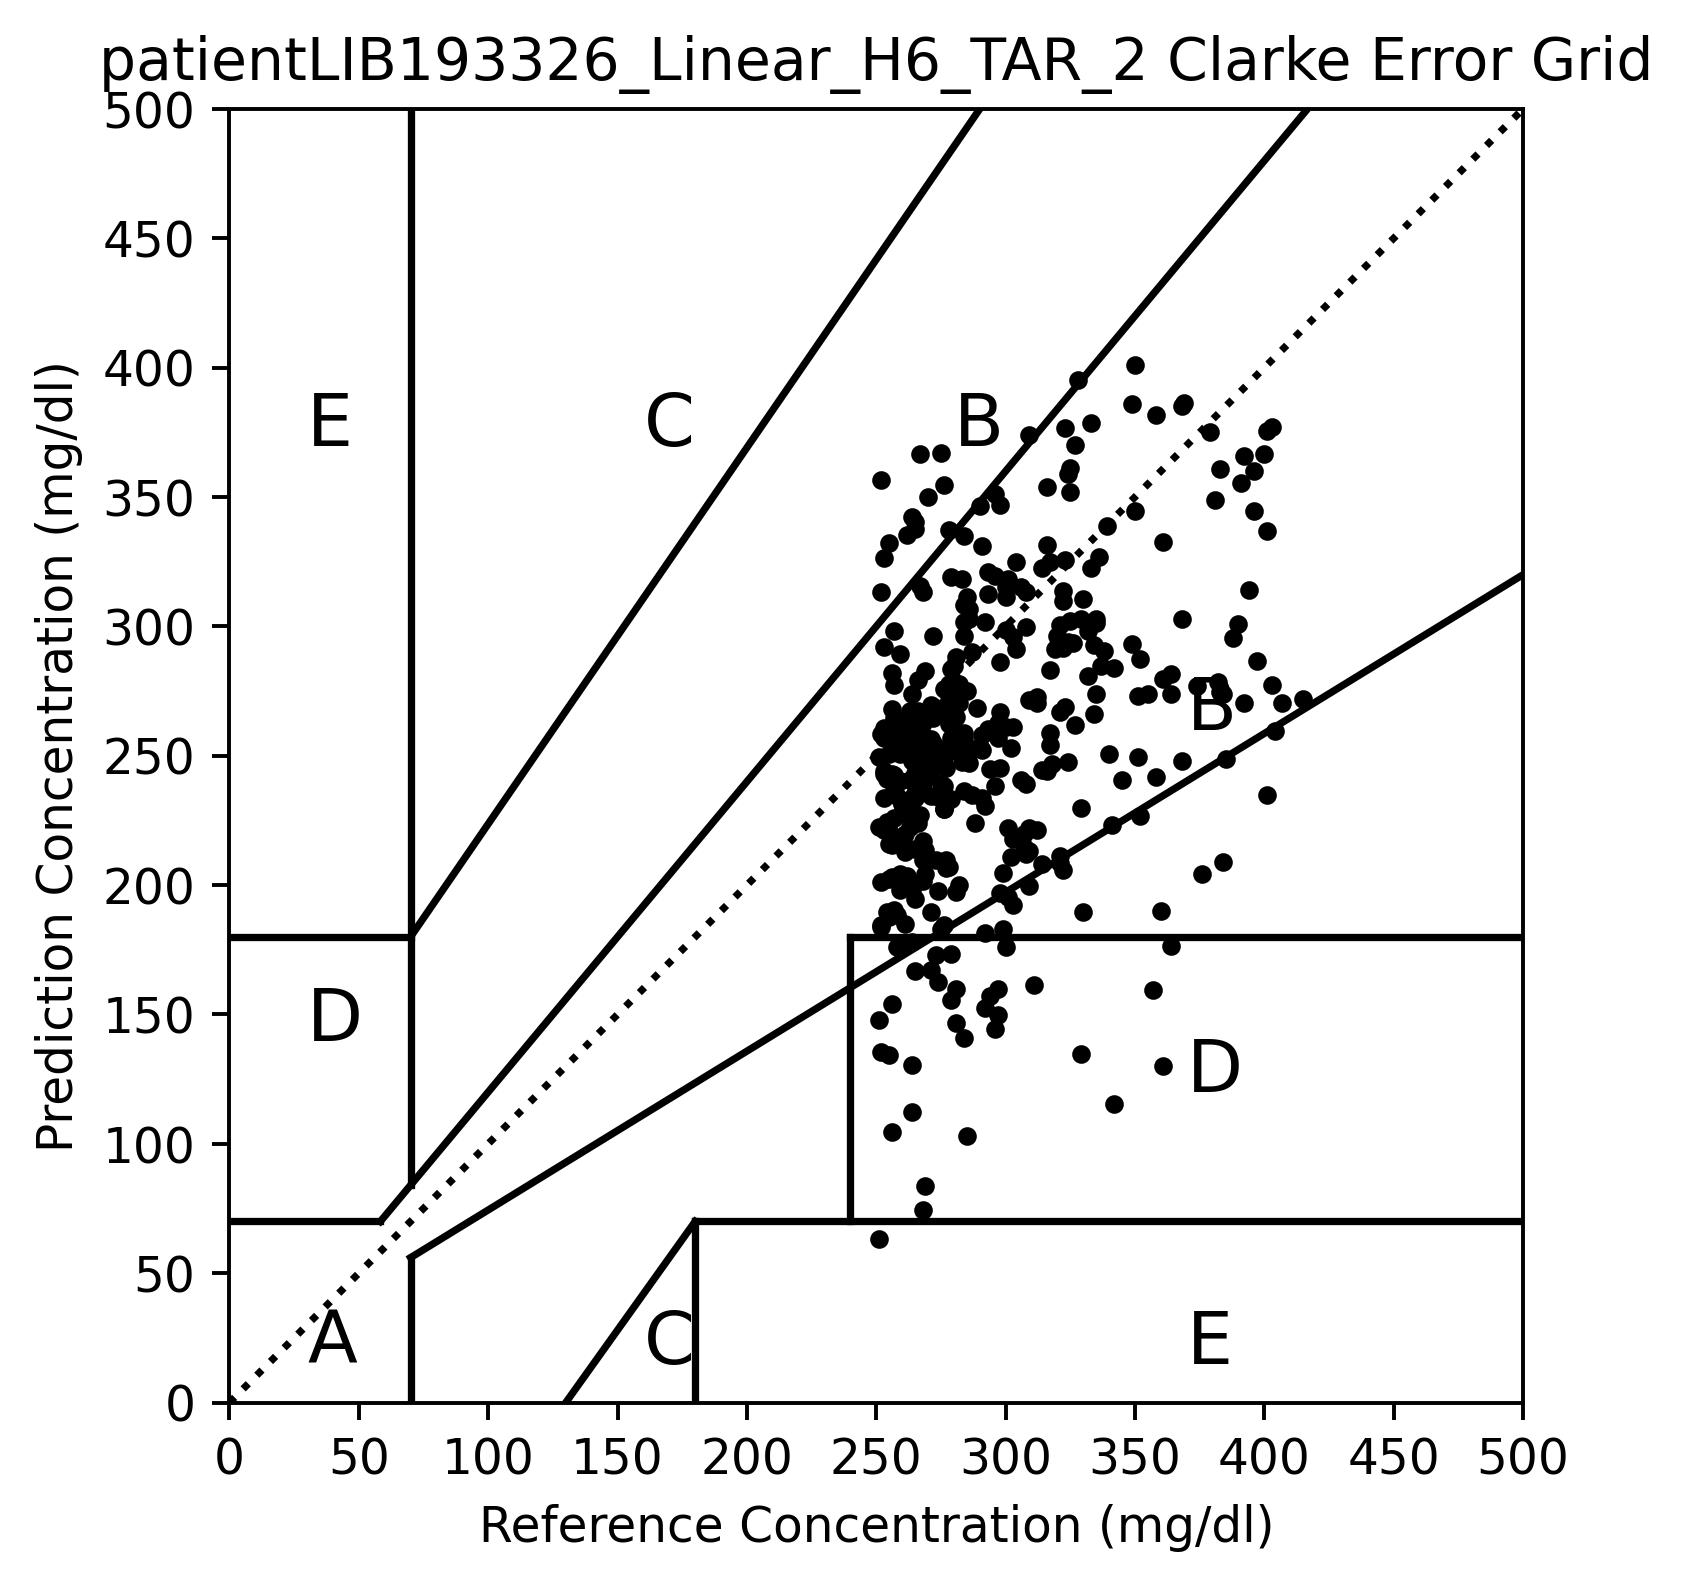 patientLIB193326_Linear_H6_TAR_2 Clarke Error Grid
500
450
400
350
300
250
200
150
100
50
0
Prediction Concentration (mg/dl)
E
C
B
B
D
D
A
C
E
0 50 100 150 200 250 300 350 400 450 500
Reference Concentration (mg/dl)